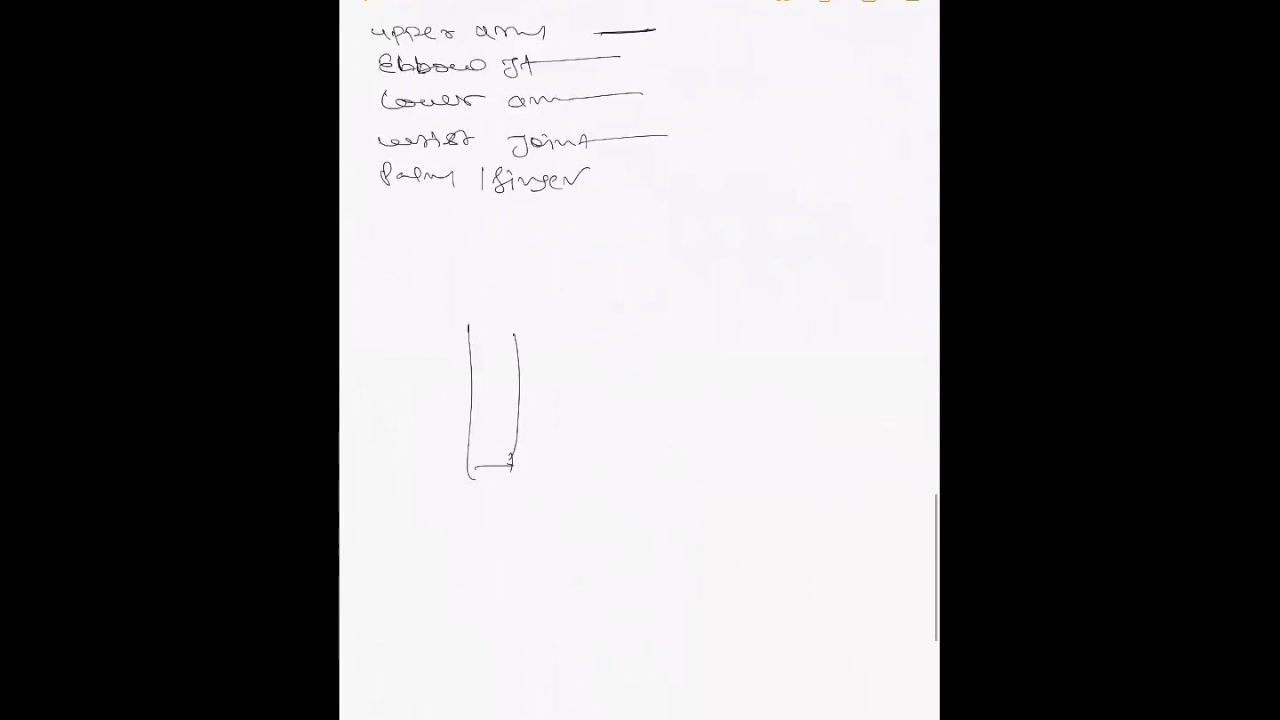 upper arm
Elbow Jt
Lower arm
wrist Joint
Palm / finger